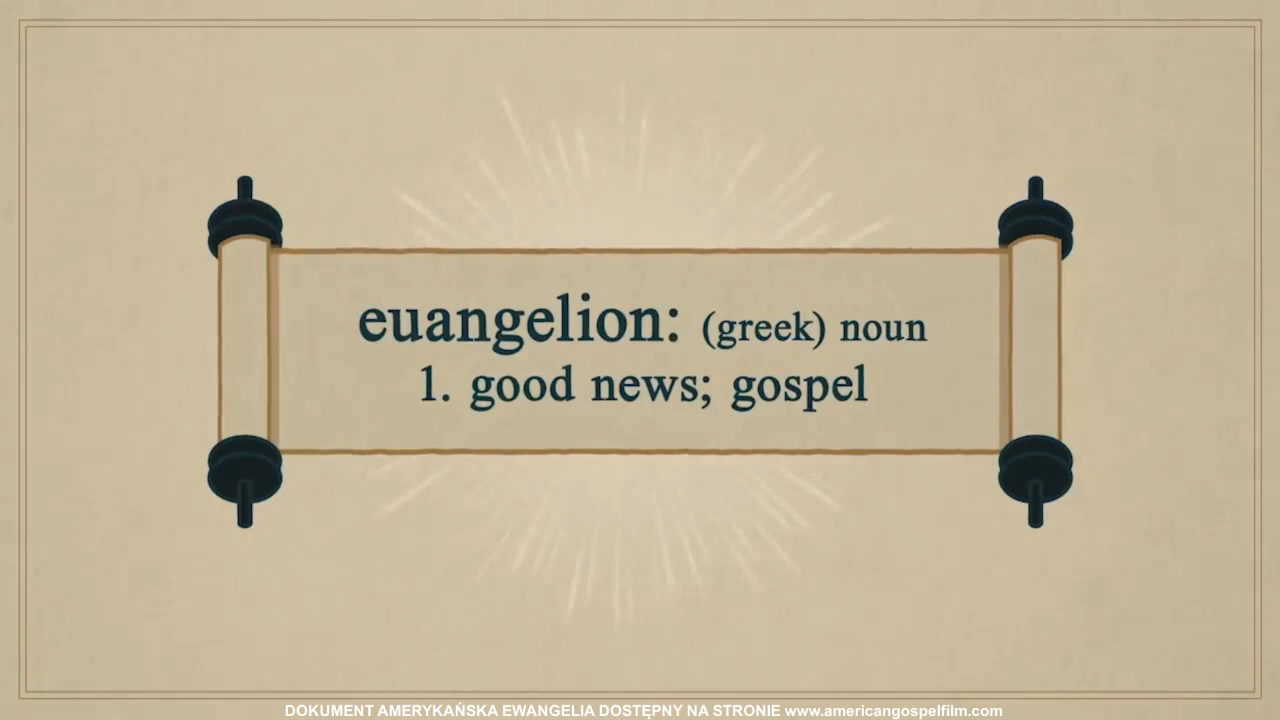 euangelion: (greek) noun
1. good news; gospel
DOKUMENT AMERYKAŃSKA EWANGELIA DOSTĘPNY NA STRONIE www.americangospelfilm.com